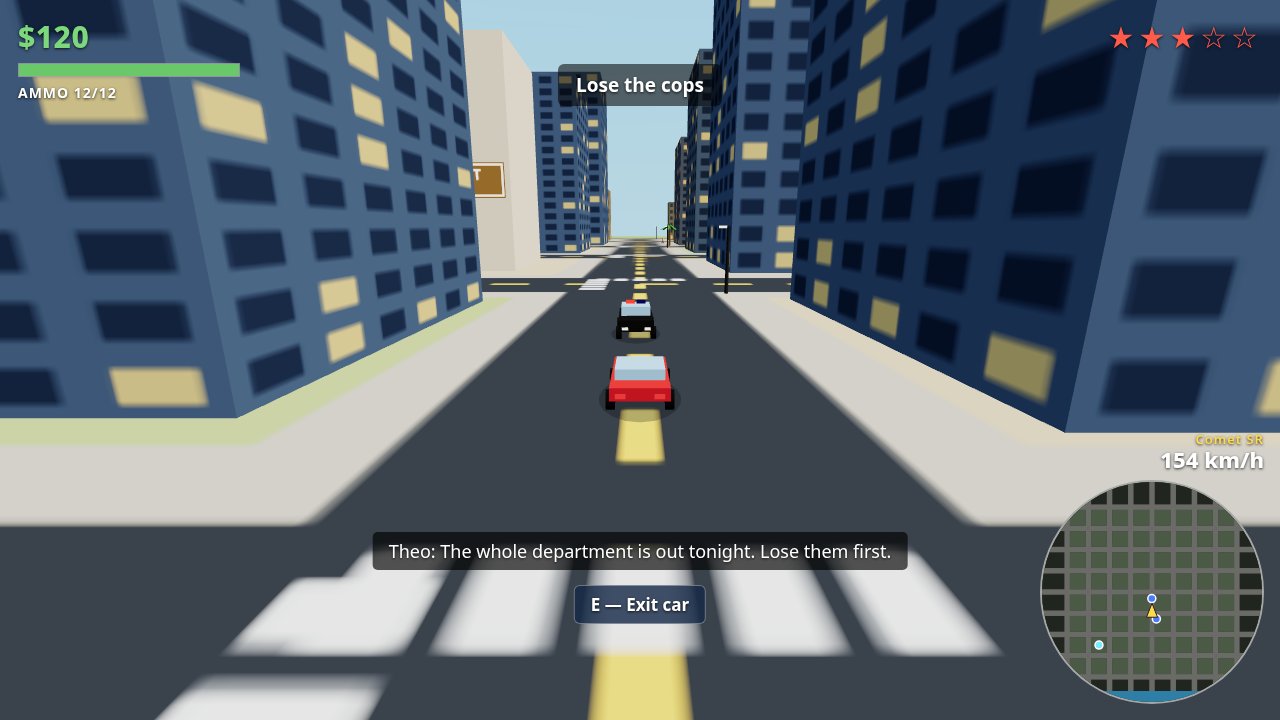 $120
AMMO 12/12
★★★☆☆
Lose the cops
T
Comet SR
154 km/h
Theo: The whole department is out tonight. Lose them first.
E — Exit car